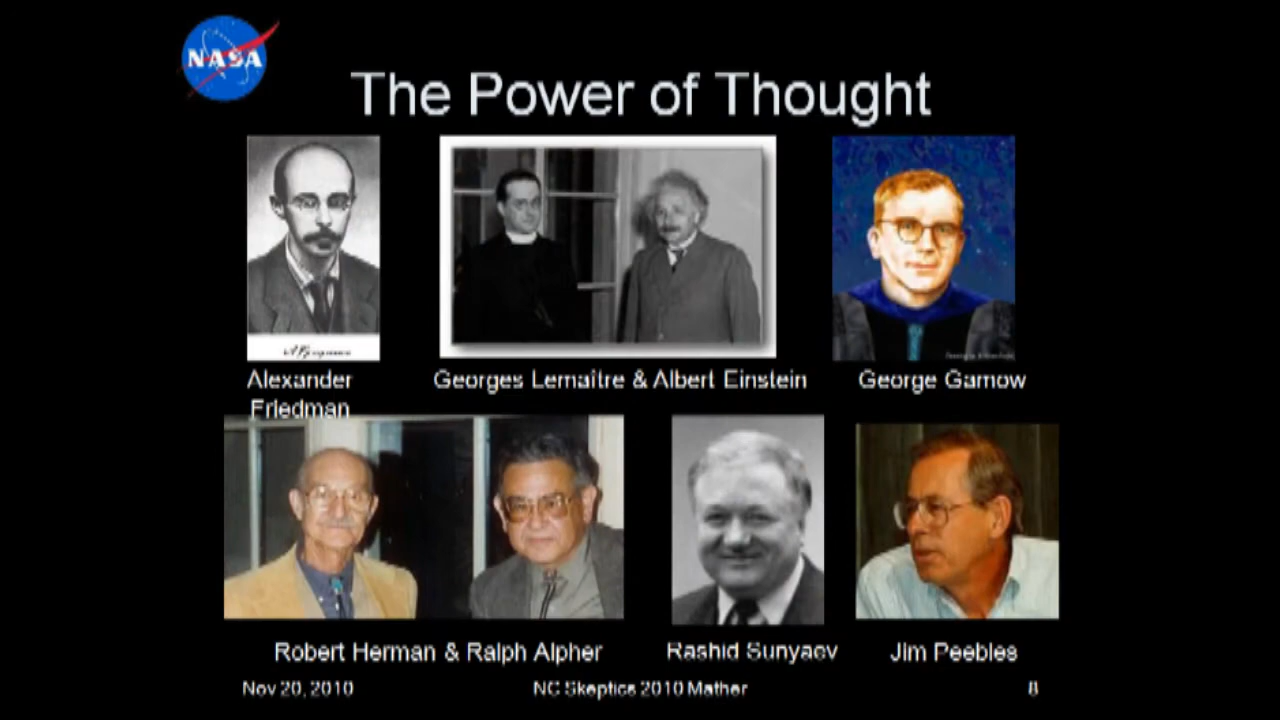 NASA
The Power of Thought
Alexander
Friedman
Georges Lemaître & Albert Einstein
George Gamow
Robert Herman & Ralph Alpher
Rashid Sunyaev
Jim Peebles
Nov 20, 2010
NC Skeptics 2010 Mather
8